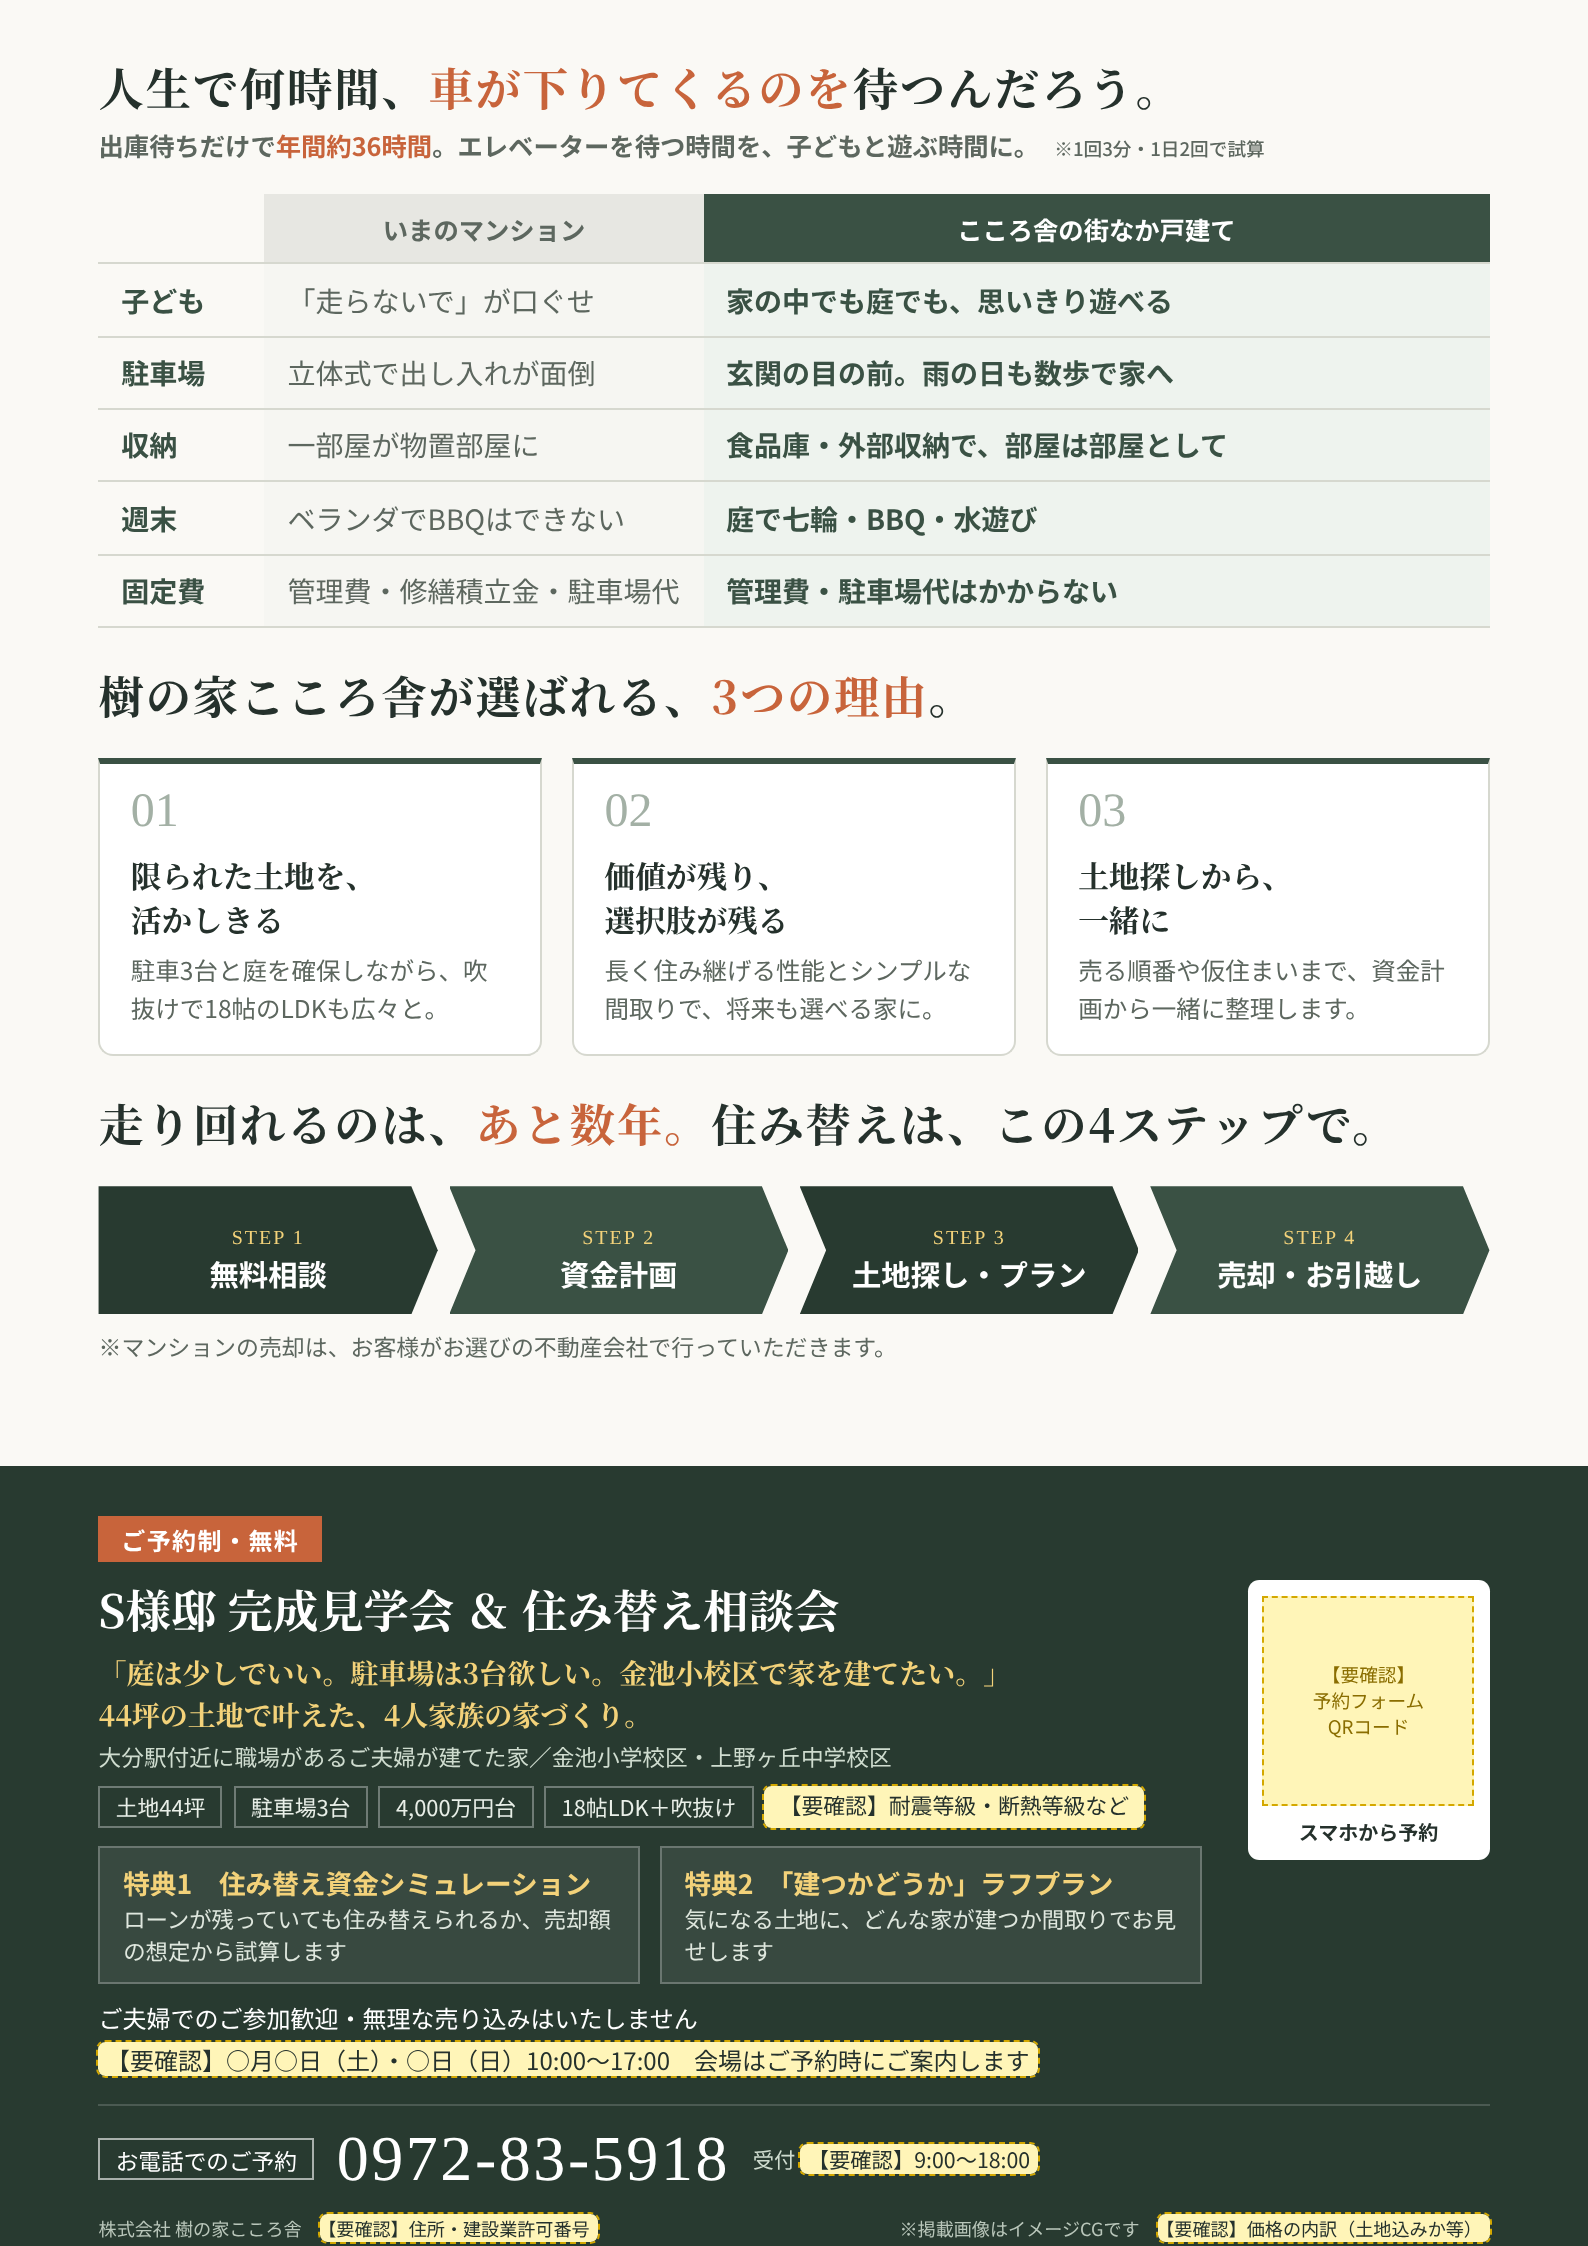 人生で何時間、車が下りてくるのを待つんだろう。
出庫待ちだけで年間約36時間。エレベーターを待つ時間を、子どもと遊ぶ時間に。 ※1回3分・1日2回で試算
いまのマンション こころ舎の街なか戸建て
子ども 「走らないで」が口ぐせ 家の中でも庭でも、思いきり遊べる
駐車場 立体式で出し入れが面倒 玄関の目の前。雨の日も数歩で家へ
収納 一部屋が物置部屋に 食品庫・外部収納で、部屋は部屋として
週末 ベランダでBBQはできない 庭で七輪・BBQ・水遊び
固定費 管理費・修繕積立金・駐車場代 管理費・駐車場代はかからない
樹の家こころ舎が選ばれる、3つの理由。
01
限られた土地を、
活かしきる
駐車3台と庭を確保しながら、吹
抜けで18帖のLDKも広々と。
02
価値が残り、
選択肢が残る
長く住み継げる性能とシンプルな
間取りで、将来も選べる家に。
03
土地探しから、
一緒に
売る順番や仮住まいまで、資金計
画から一緒に整理します。
走り回れるのは、あと数年。住み替えは、この4ステップで。
STEP 1
無料相談
STEP 2
資金計画
STEP 3
土地探し・プラン
STEP 4
売却・お引越し
※マンションの売却は、お客様がお選びの不動産会社で行っていただきます。
ご予約制・無料
S様邸 完成見学会 & 住み替え相談会
「庭は少しでいい。駐車場は3台欲しい。金池小校区で家を建てたい。」
44坪の土地で叶えた、4人家族の家づくり。
大分駅付近に職場があるご夫婦が建てた家／金池小学校区・上野ヶ丘中学校区
土地44坪 駐車場3台 4,000万円台 18帖LDK＋吹抜け 【要確認】耐震等級・断熱等級など
【要確認】
予約フォーム
QRコード
スマホから予約
特典1 住み替え資金シミュレーション
ローンが残っていても住み替えられるか、売却額
の想定から試算します
特典2 「建つかどうか」ラフプラン
気になる土地に、どんな家が建つか間取りでお見
せします
ご夫婦でのご参加歓迎・無理な売り込みはいたしません
【要確認】○月○日（土）・○日（日）10:00〜17:00 会場はご予約時にご案内します
お電話でのご予約 0972-83-5918 受付【要確認】9:00〜18:00
株式会社 樹の家こころ舎 【要確認】住所・建設業許可番号 ※掲載画像はイメージCGです 【要確認】価格の内訳（土地込みか等）